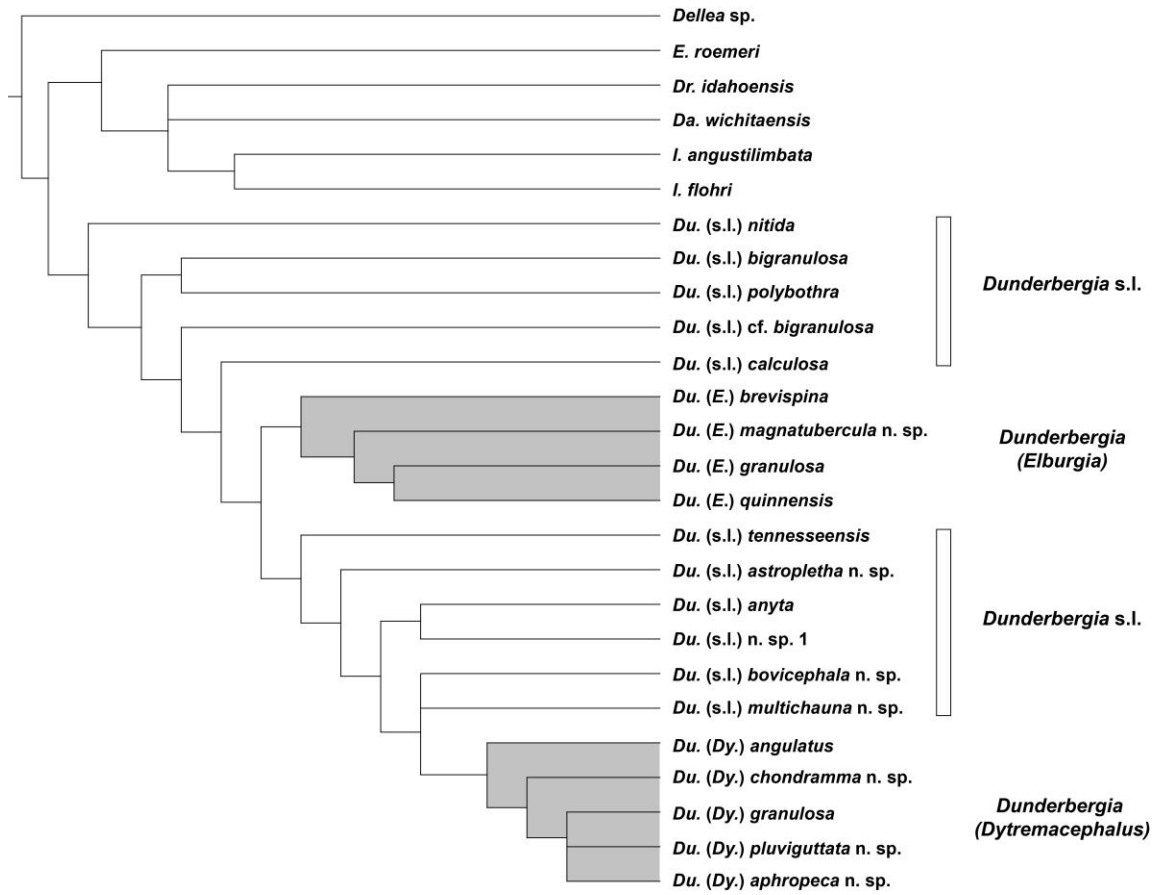 Dellea sp.
E. roemeri
Dr. idahoensis
Da. wichitaensis
I. angustilimbata
I. flohri
Du. (s.l.) nitida
Du. (s.l.) bigranulosa
Du. (s.l.) polybothra
Du. (s.l.) cf. bigranulosa
Du. (s.l.) calculosa
Dunderbergia s.l.
Du. (E.) brevispina
Du. (E.) magnatubercula n. sp.
Du. (E.) granulosa
Du. (E.) quinnensis
Dunderbergia
(Elburgia)
Du. (s.l.) tennesseensis
Du. (s.l.) astropletha n. sp.
Du. (s.l.) anyta
Du. (s.l.) n. sp. 1
Du. (s.l.) bovicephala n. sp.
Du. (s.l.) multichauna n. sp.
Dunderbergia s.l.
Du. (Dy.) angulatus
Du. (Dy.) chondramma n. sp.
Du. (Dy.) granulosa
Du. (Dy.) pluviguttata n. sp.
Du. (Dy.) aphropeca n. sp.
Dunderbergia
(Dytremacephalus)